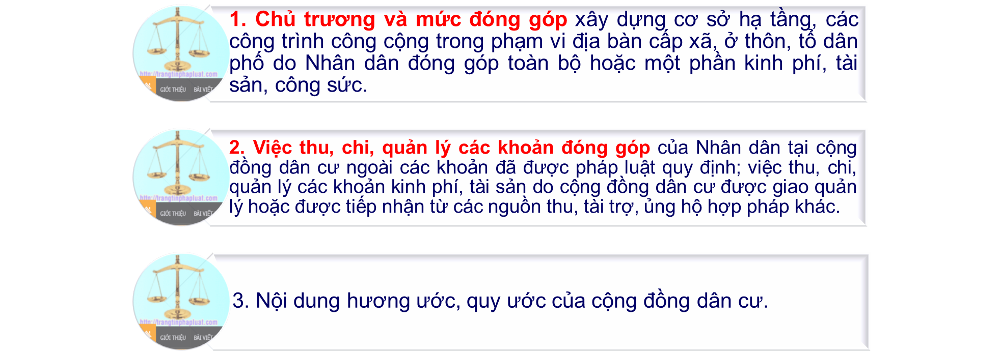 1. Chủ trương và mức đóng góp xây dựng cơ sở hạ tầng, các
công trình công cộng trong phạm vi địa bàn cấp xã, ở thôn, tổ dân
phố do Nhân dân đóng góp toàn bộ hoặc một phần kinh phí, tài
sản, công sức.
http://trangtinphapluat.com
GIỚI THIỆU BÀI VIẾT
2. Việc thu, chi, quản lý các khoản đóng góp của Nhân dân tại cộng
đồng dân cư ngoài các khoản đã được pháp luật quy định; việc thu, chi,
quản lý các khoản kinh phí, tài sản do cộng đồng dân cư được giao quản
lý hoặc được tiếp nhận từ các nguồn thu, tài trợ, ủng hộ hợp pháp khác.
http://trangtinphapluat.com
GIỚI THIỆU BÀI VIẾT
3. Nội dung hương ước, quy ước của cộng đồng dân cư.
http://trangtinphapluat.com
GIỚI THIỆU BÀI VIẾT